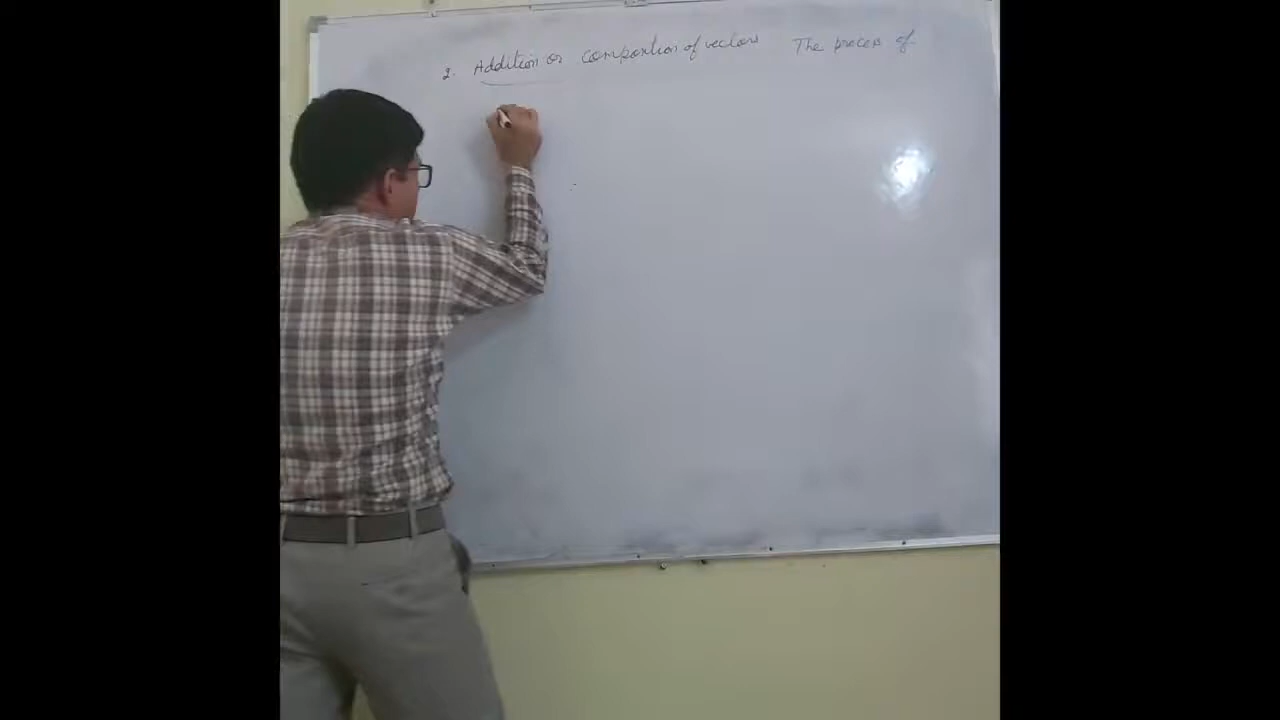 2. Addition or composition of vectors The process of